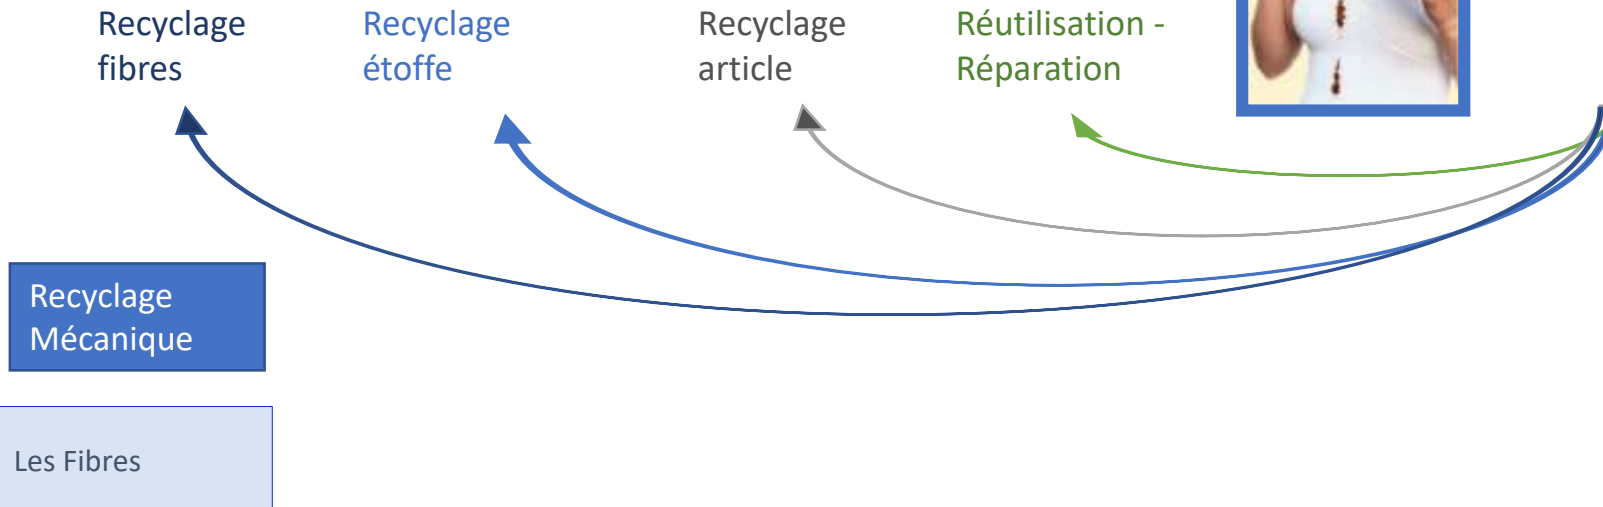 Recyclage
fibres
Recyclage
étoffe
Recyclage
article
Réutilisation -
Réparation
Recyclage
Mécanique
Les Fibres